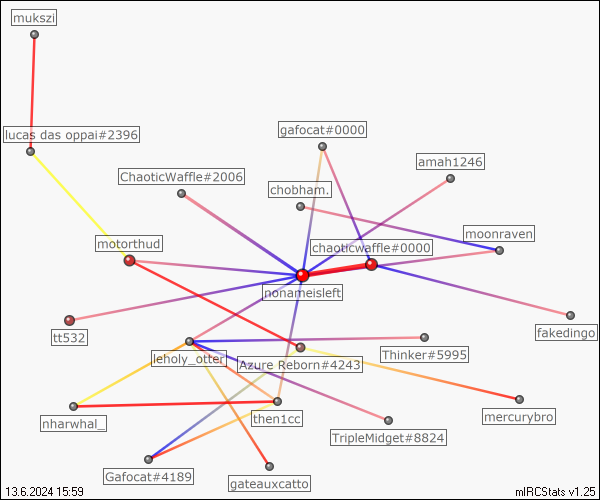 mukszi
lucas das oppai#2396
gafocat#0000
amah1246
ChaoticWaffle#2006
chobham.
moonraven
motorthud
chaoticwaffle#0000
nonameisleft
tt532
fakedingo
leholy_otter
Azure Reborn#4243
Thinker#5995
mercurybro
nharwhal_
then1cc
TripleMidget#8824
Gafocat#4189
gateauxcatto
13.6.2024 15:59
mIRCStats v1.25